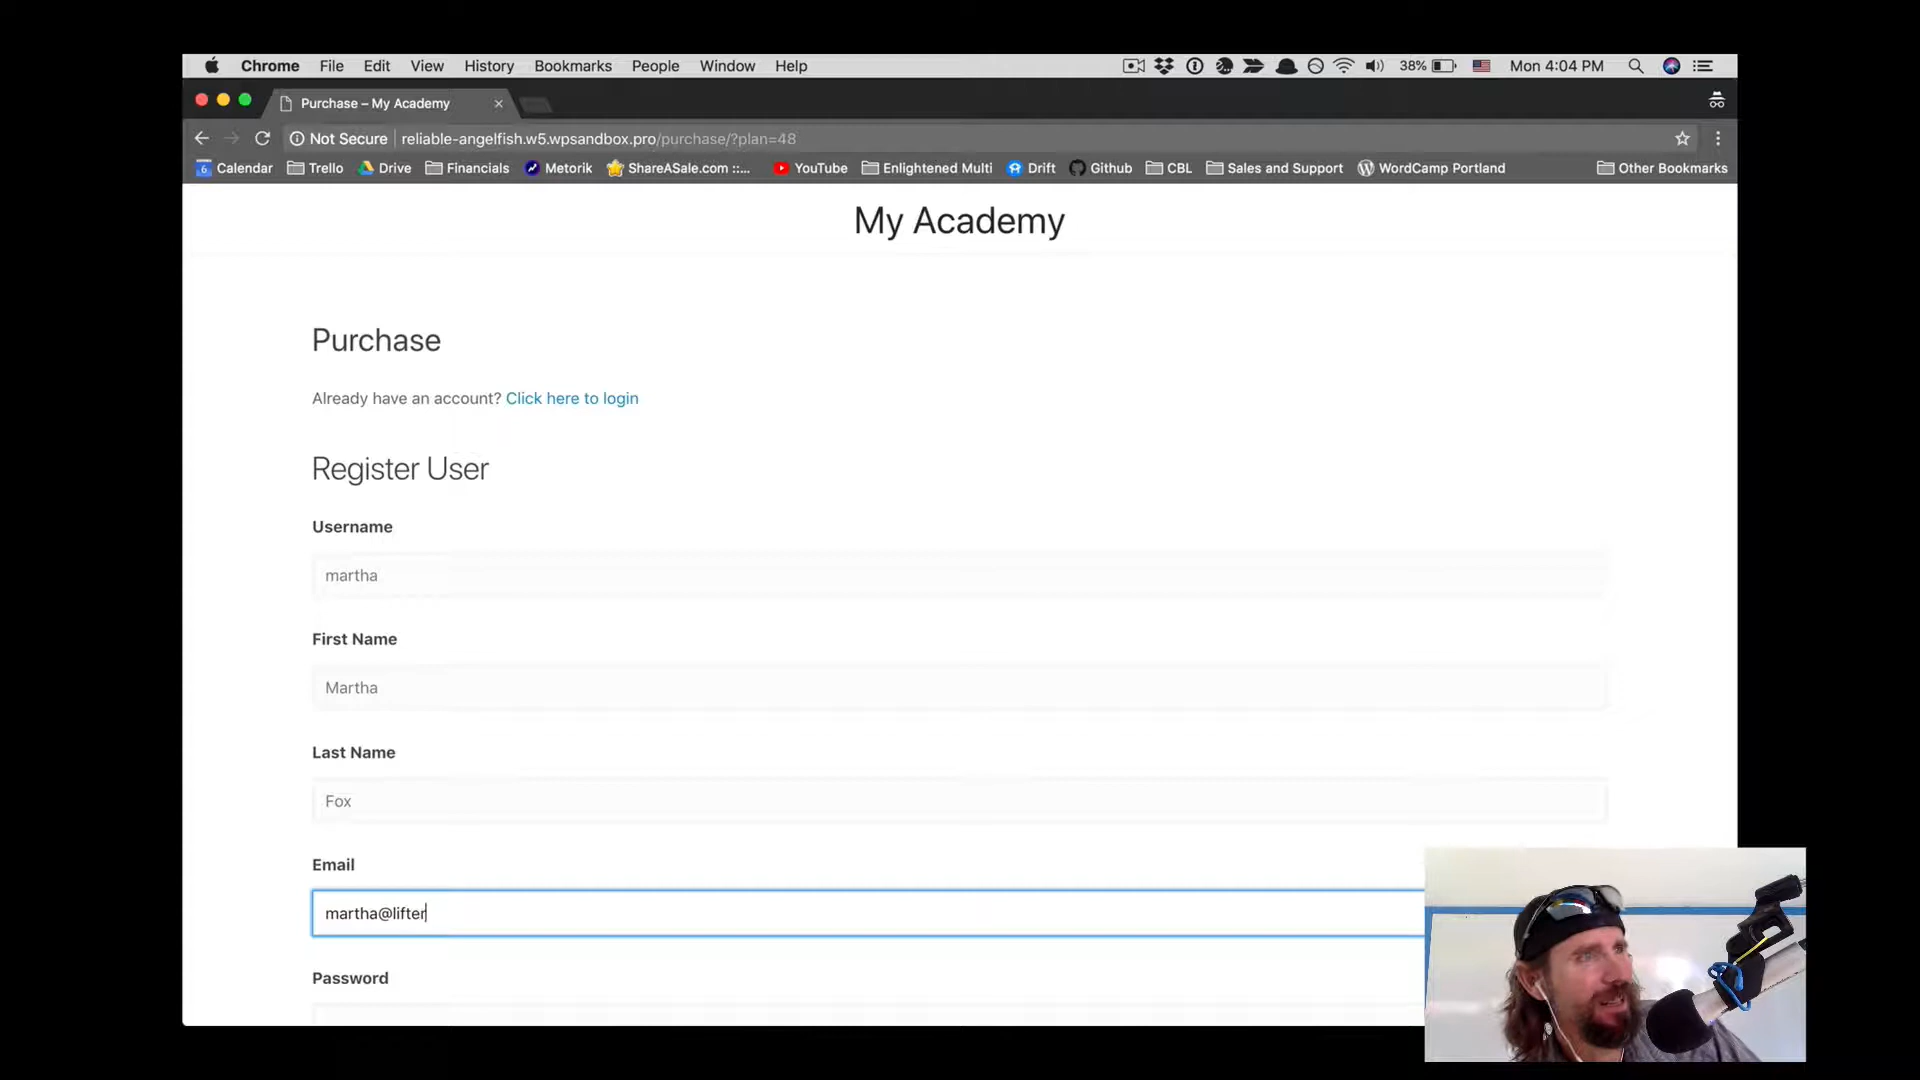 Chrome File Edit View History Bookmarks People Window Help 38% Mon 4:04 PM
Purchase – My Academy
Not Secure reliable-angelfish.w5.wpsandbox.pro/purchase/?plan=48
6 Calendar Trello Drive Financials Metorik ShareASale.com ::... YouTube Enlightened Multi Drift Github CBL Sales and Support WordCamp Portland Other Bookmarks
My Academy
Purchase
Already have an account? Click here to login
Register User
Username
martha
First Name
Martha
Last Name
Fox
Email
martha@lifter
Password